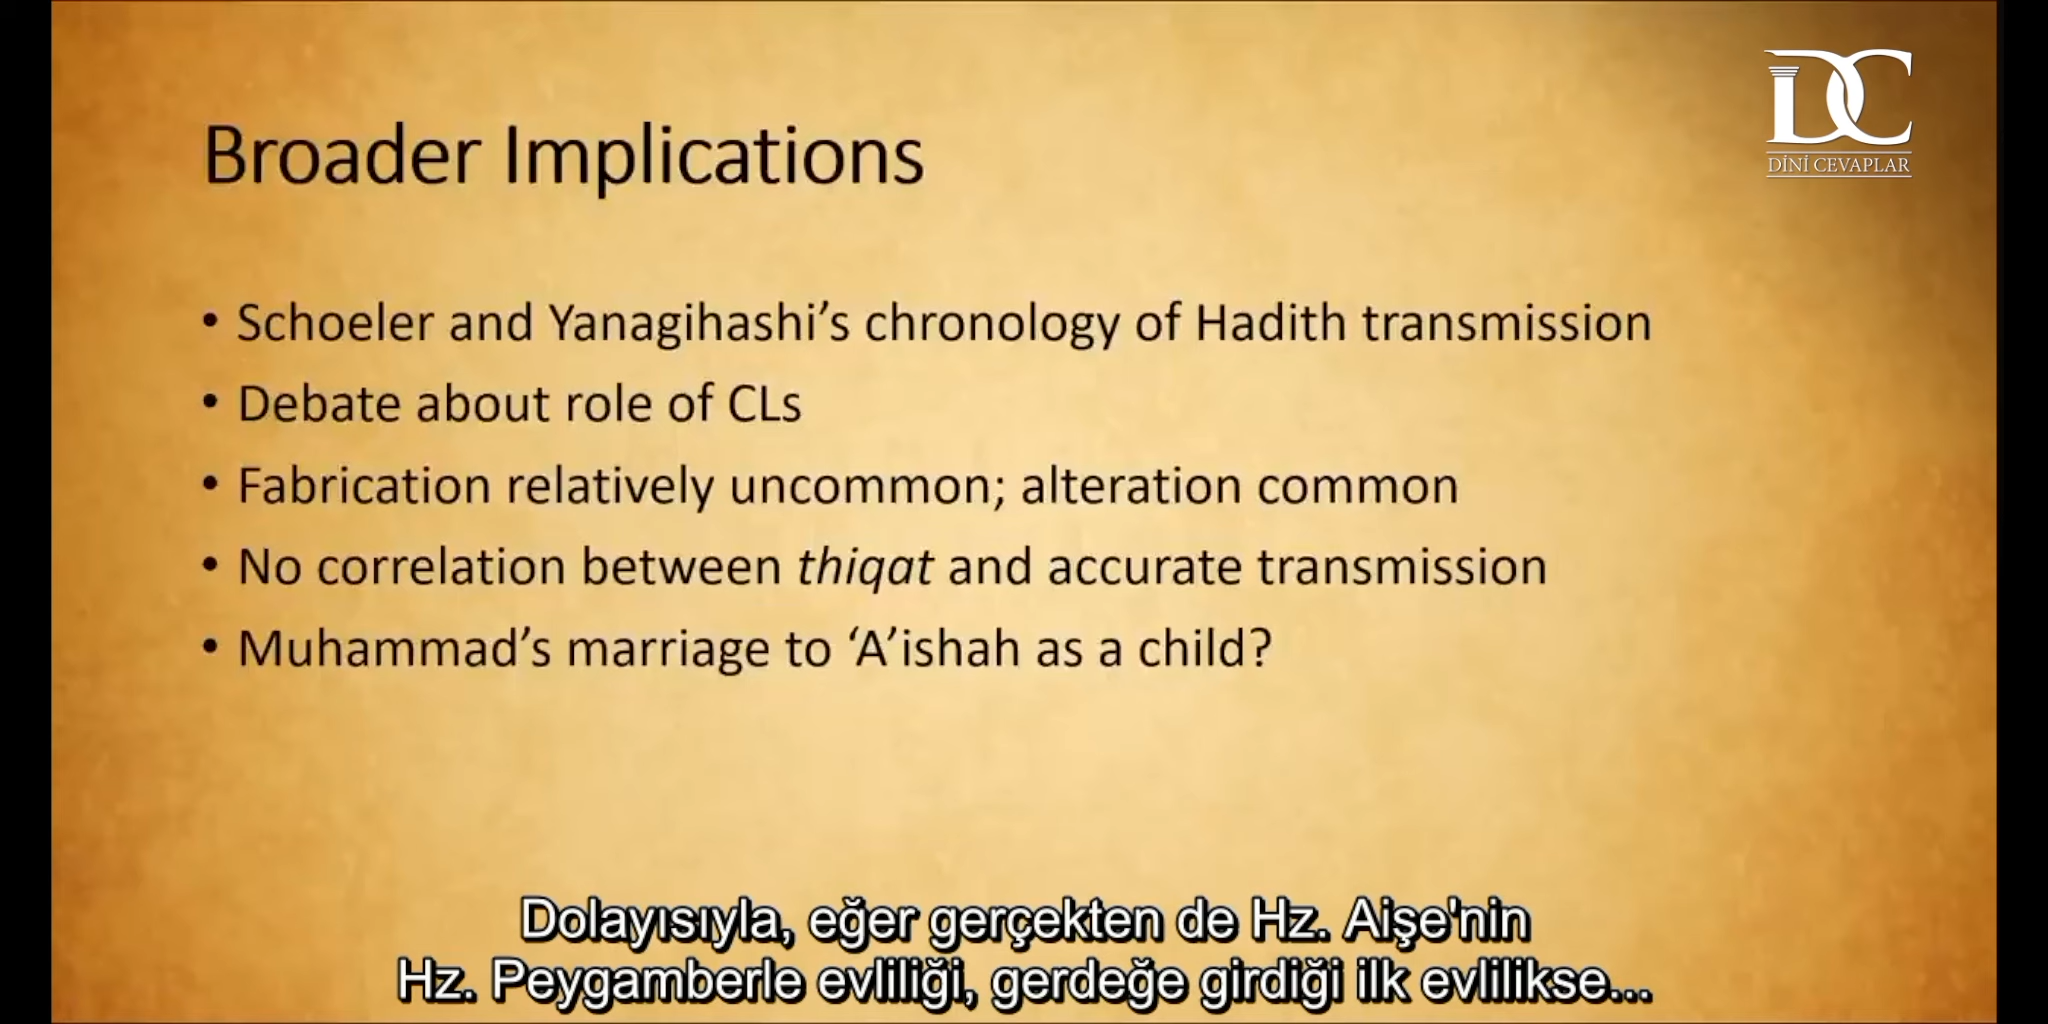 DC
DİNİ CEVAPLAR
Broader Implications
• Schoeler and Yanagihashi’s chronology of Hadith transmission
• Debate about role of CLs
• Fabrication relatively uncommon; alteration common
• No correlation between thiqat and accurate transmission
• Muhammad’s marriage to ‘A’ishah as a child?
Dolayısıyla, eğer gerçekten de Hz. Aişe'nin
Hz. Peygamberle evliliği, gerdeğe girdiği ilk evlilikse...